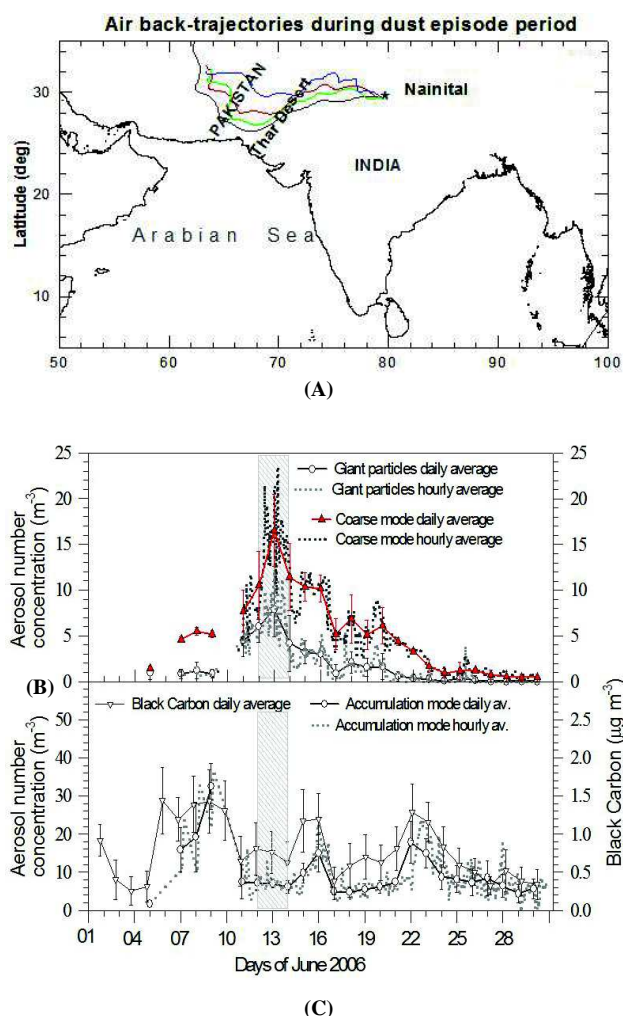 Air back-trajectories during dust episode period
Latitude (deg)
30
20
10
50
60
70
80
90
100
PAKISTAN
Thar Desert
Nainital
INDIA
Arabian Sea
(A)
Aerosol number
concentration (m⁻³)
25
20
15
10
5
0
Giant particles daily average
Giant particles hourly average
Coarse mode daily average
Coarse mode hourly average
25
20
15
10
5
0
(B)
Aerosol number
concentration (m⁻³)
50
40
30
20
10
0
Black Carbon daily average
Accumulation mode daily av.
Accumulation mode hourly av.
2.5
2.0
1.5
1.0
0.5
0.0
Black Carbon (μg m⁻³)
01
04
07
10
13
16
19
22
25
28
Days of June 2006
(C)